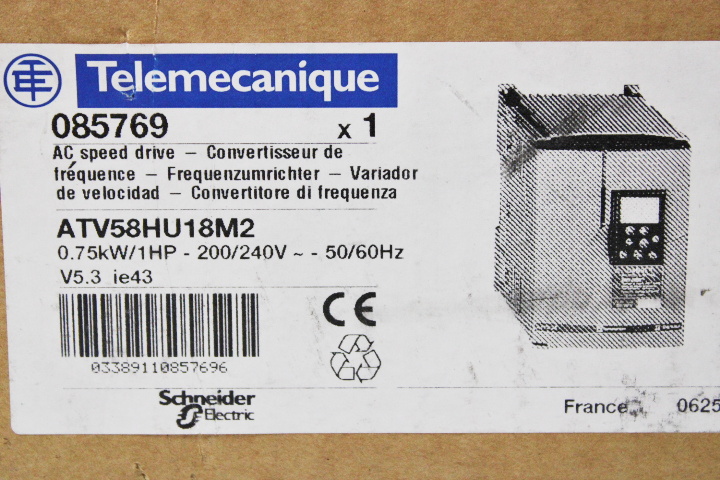 Telemecanique
085769 x 1
AC speed drive – Convertisseur de
fréquence – Frequenzumrichter – Variador
de velocidad – Convertitore di frequenza
ATV58HU18M2
0.75kW/1HP - 200/240V ~ - 50/60Hz
V5.3 ie43
CE
03389110857696
Schneider
Electric
France 0625